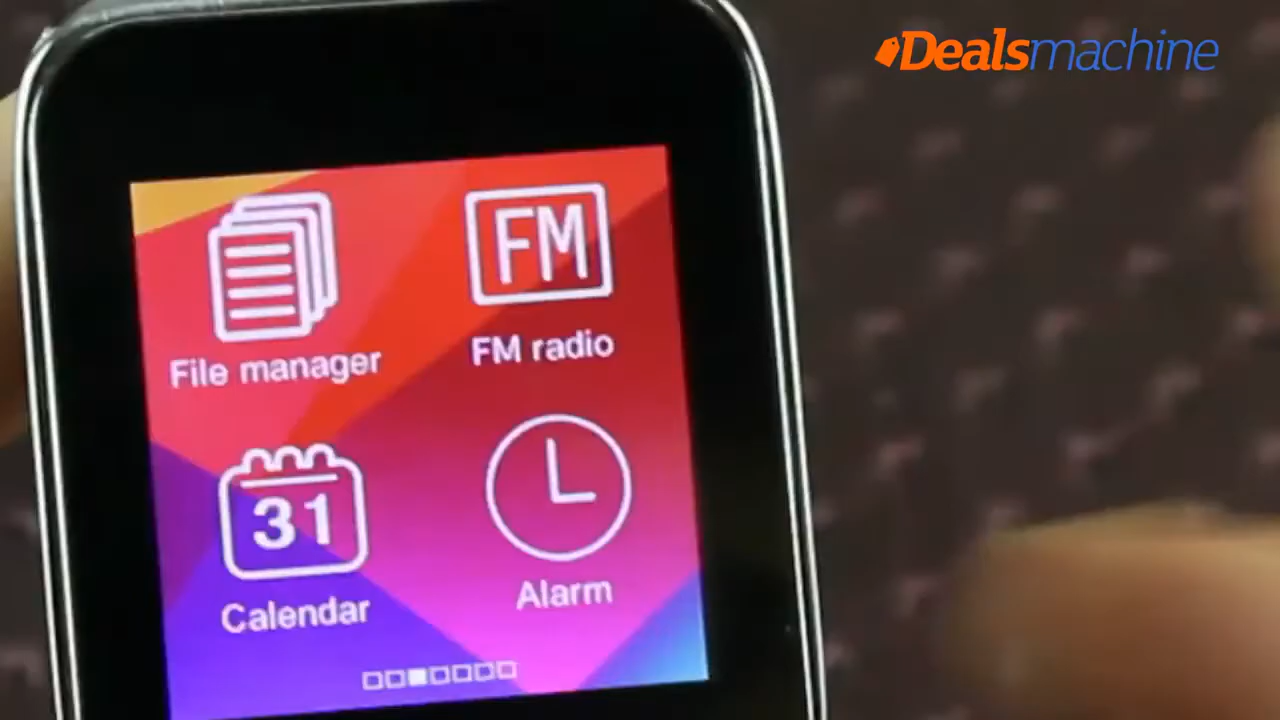 Dealsmachine
FM
File manager
FM radio
31
Calendar
Alarm